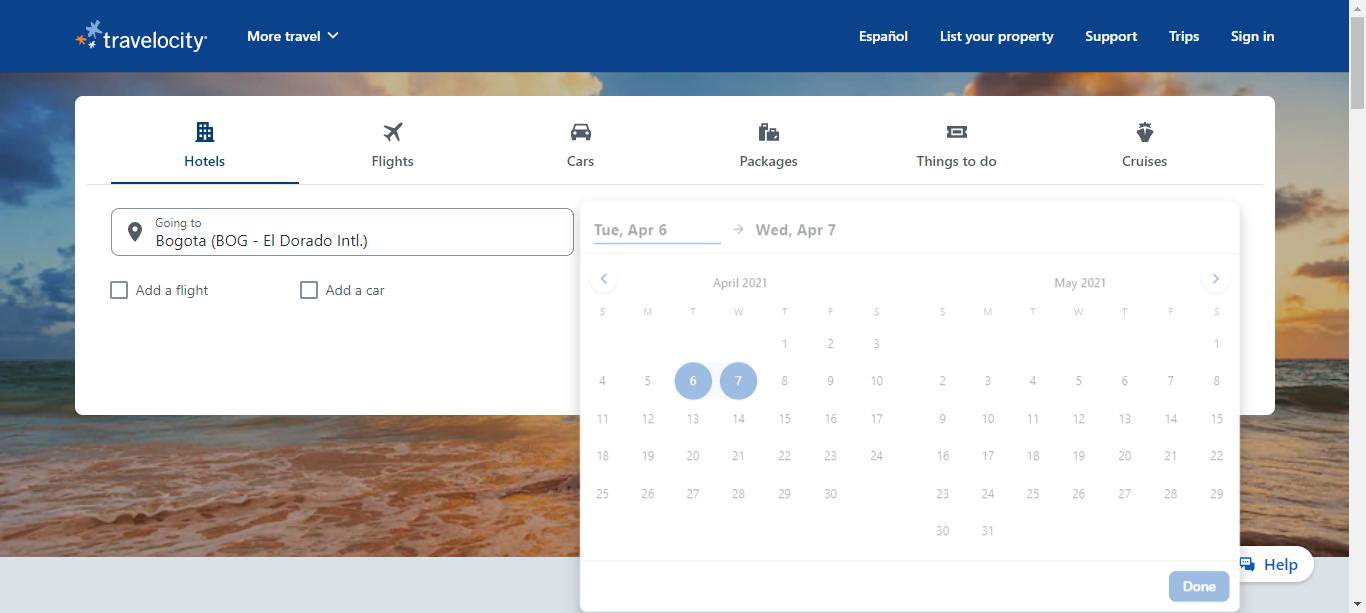 travelocity
More travel
Español
List your property
Support
Trips
Sign in
Hotels
Flights
Cars
Packages
Things to do
Cruises
Going to
Bogota (BOG - El Dorado Intl.)
Add a flight
Add a car
Tue, Apr 6
Wed, Apr 7
April 2021
S M T W T F S
1 2 3
4 5 6 7 8 9 10
11 12 13 14 15 16 17
18 19 20 21 22 23 24
25 26 27 28 29 30
May 2021
S M T W T F S
1
2 3 4 5 6 7 8
9 10 11 12 13 14 15
16 17 18 19 20 21 22
23 24 25 26 27 28 29
30 31
Done
Help